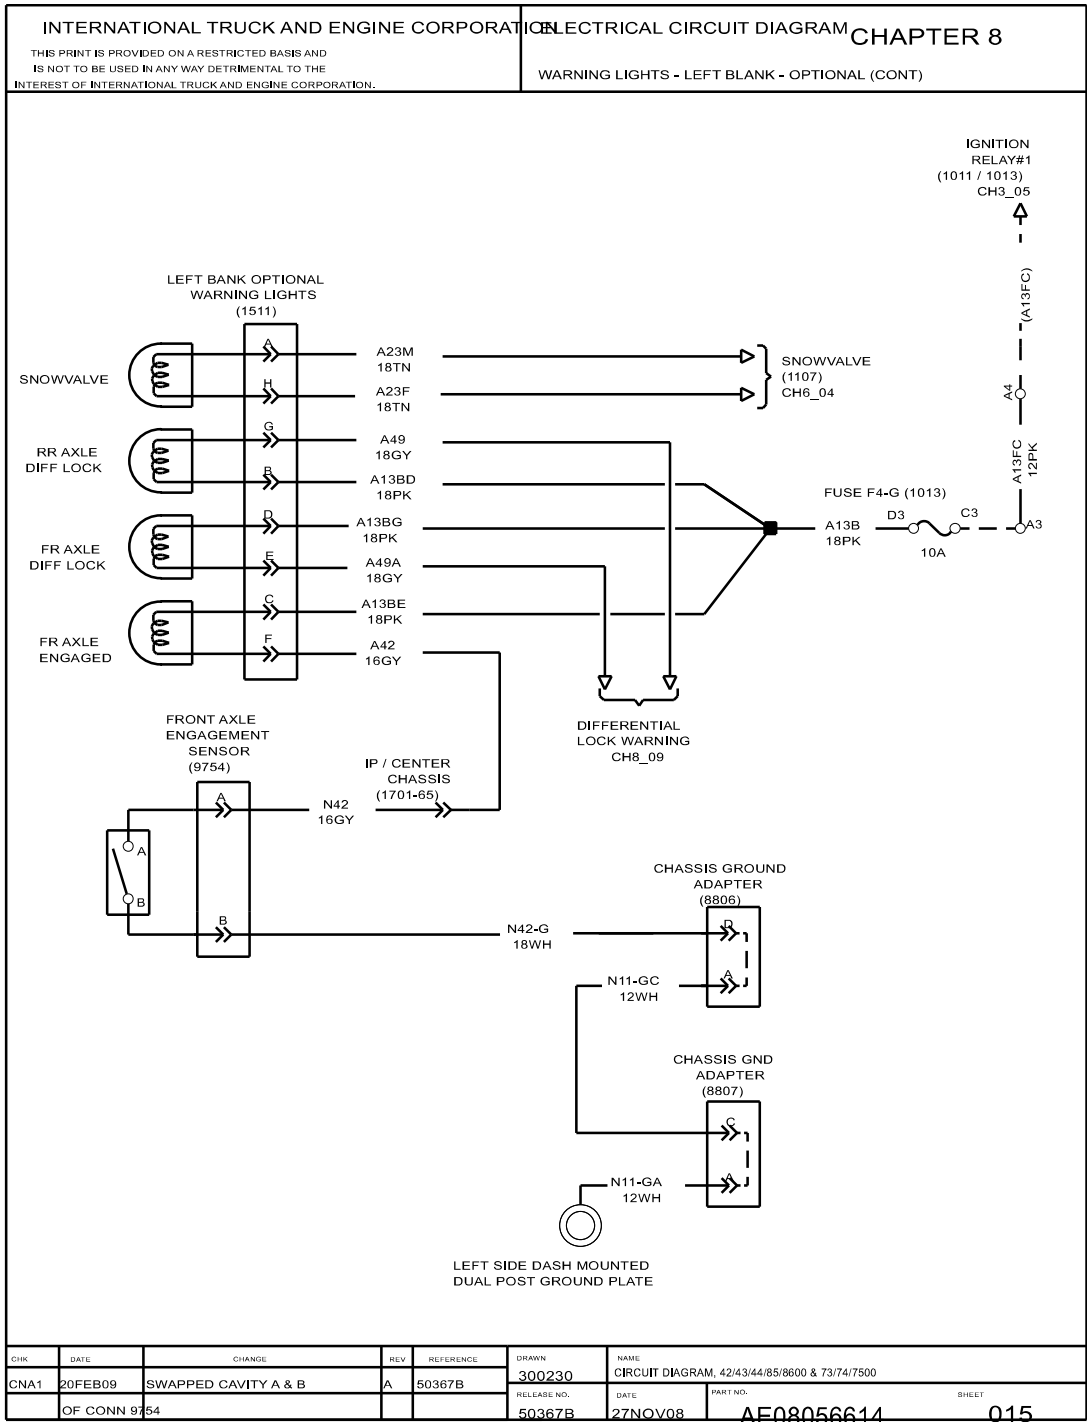 INTERNATIONAL TRUCK AND ENGINE CORPORATION
THIS PRINT IS PROVIDED ON A RESTRICTED BASIS AND
IS NOT TO BE USED IN ANY WAY DETRIMENTAL TO THE
INTEREST OF INTERNATIONAL TRUCK AND ENGINE CORPORATION.
ELECTRICAL CIRCUIT DIAGRAM
CHAPTER 8
WARNING LIGHTS - LEFT BLANK - OPTIONAL (CONT)
IGNITION
RELAY#1
(1011 / 1013)
CH3_05
(A13FC)
A4
A13FC
12PK
A3
LEFT BANK OPTIONAL
WARNING LIGHTS
(1511)
SNOWVALVE
A
A23M
18TN
H
A23F
18TN
SNOWVALVE
(1107)
CH6_04
RR AXLE
DIFF LOCK
G
A49
18GY
B
A13BD
18PK
FR AXLE
DIFF LOCK
D
A13BG
18PK
E
A49A
18GY
FR AXLE
ENGAGED
C
A13BE
18PK
F
A42
16GY
FUSE F4-G (1013)
A13B
18PK
D3
C3
10A
DIFFERENTIAL
LOCK WARNING
CH8_09
FRONT AXLE
ENGAGEMENT
SENSOR
(9754)
IP / CENTER
CHASSIS
(1701-65)
A
N42
16GY
A
B
B
N42-G
18WH
CHASSIS GROUND
ADAPTER
(8806)
D
A
N11-GC
12WH
CHASSIS GND
ADAPTER
(8807)
C
A
N11-GA
12WH
LEFT SIDE DASH MOUNTED
DUAL POST GROUND PLATE
CHK DATE CHANGE REV REFERENCE
CNA1 20FEB09 SWAPPED CAVITY A & B A 50367B
OF CONN 9754
DRAWN
300230
NAME
CIRCUIT DIAGRAM, 42/43/44/85/8600 & 73/74/7500
RELEASE NO.
50367B
DATE
27NOV08
PART NO.
AE08056614
SHEET
015